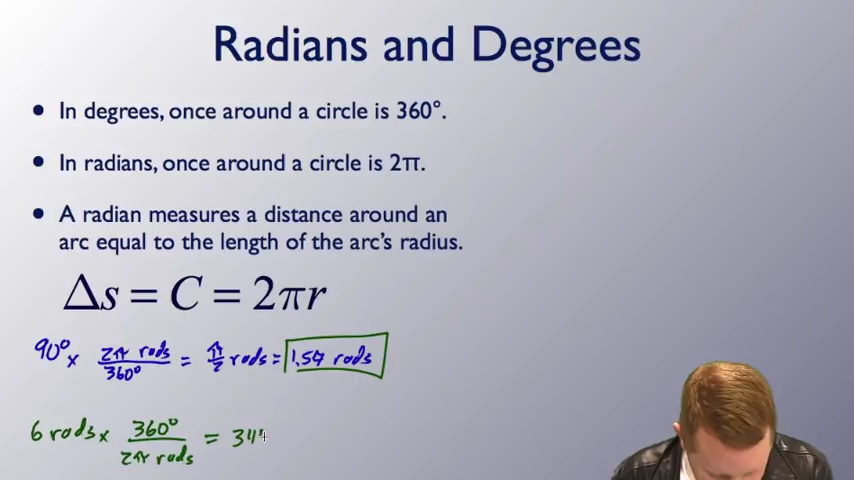 Radians and Degrees
• In degrees, once around a circle is 360°.
• In radians, once around a circle is 2π.
• A radian measures a distance around an
arc equal to the length of the arc's radius.
Δs = C = 2πr
90° x 2π rads / 360° = π/2 rads = 1.57 rads
6 rads x 360° / 2π rads = 34